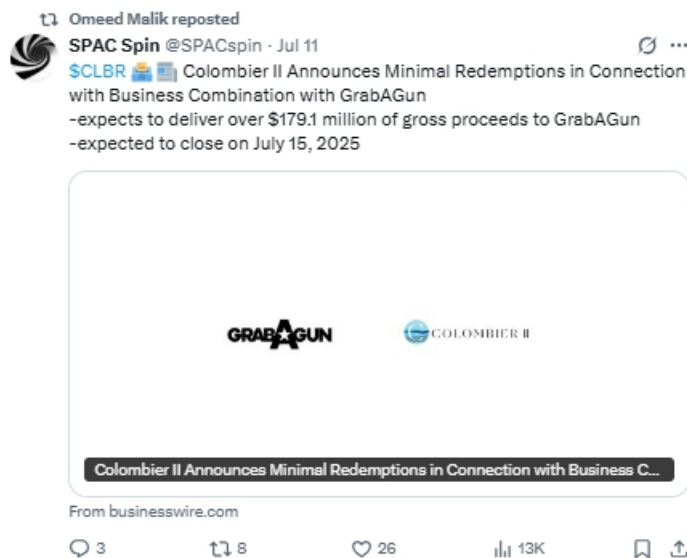 Omeed Malik reposted
SPAC Spin @SPACspin · Jul 11
$CLBR 🗳️📰 Colombier II Announces Minimal Redemptions in Connection
with Business Combination with GrabAGun
-expects to deliver over $179.1 million of gross proceeds to GrabAGun
-expected to close on July 15, 2025
GRABAGUN
COLOMBIER II
Colombier II Announces Minimal Redemptions in Connection with Business C...
From businesswire.com
3 8 26 13K